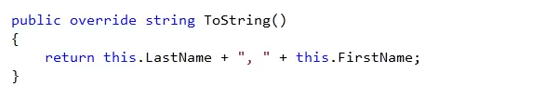 public override string ToString()
{
    return this.LastName + ", " + this.FirstName;
}